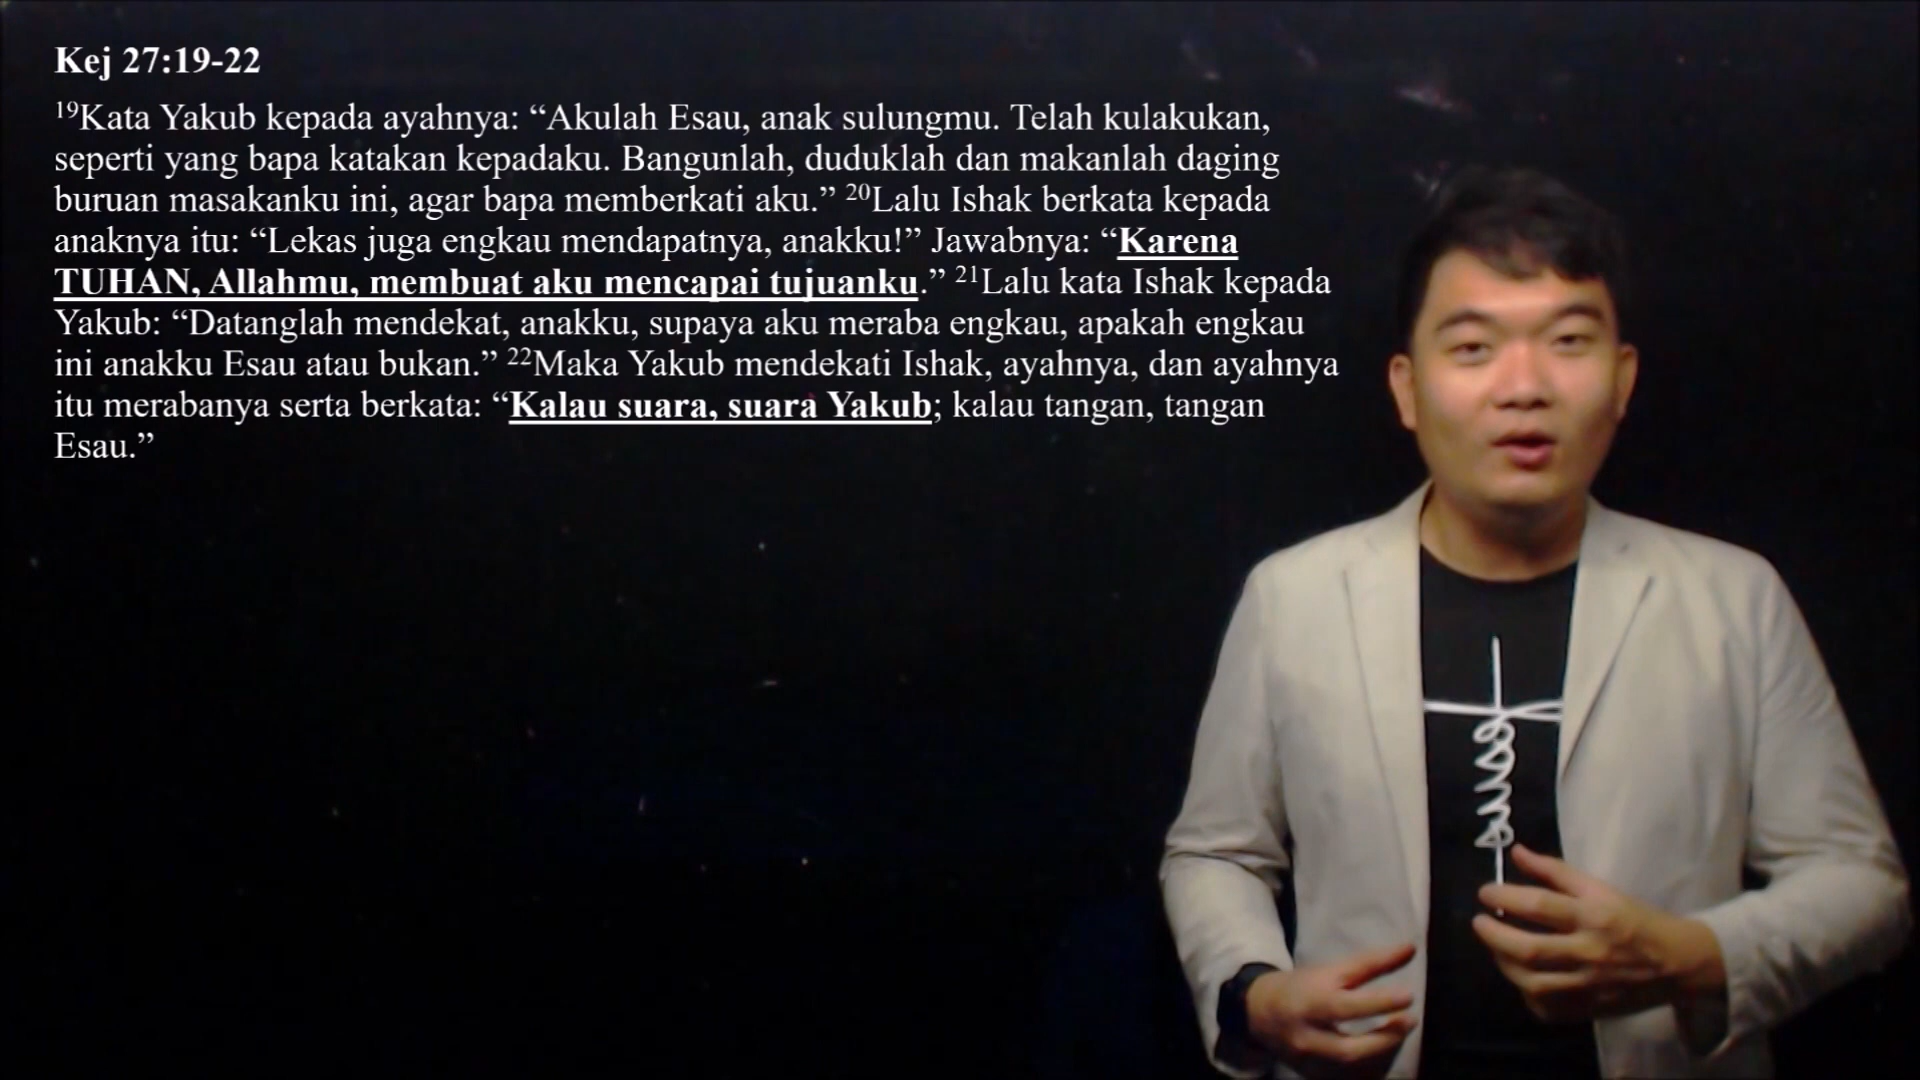 Kej 27:19-22
¹⁹Kata Yakub kepada ayahnya: “Akulah Esau, anak sulungmu. Telah kulakukan,
seperti yang bapa katakan kepadaku. Bangunlah, duduklah dan makanlah daging
buruan masakanku ini, agar bapa memberkati aku.” ²⁰Lalu Ishak berkata kepada
anaknya itu: “Lekas juga engkau mendapatnya, anakku!” Jawabnya: “Karena
TUHAN, Allahmu, membuat aku mencapai tujuanku.” ²¹Lalu kata Ishak kepada
Yakub: “Datanglah mendekat, anakku, supaya aku meraba engkau, apakah engkau
ini anakku Esau atau bukan.” ²²Maka Yakub mendekati Ishak, ayahnya, dan ayahnya
itu merabanya serta berkata: “Kalau suara, suara Yakub; kalau tangan, tangan
Esau.”